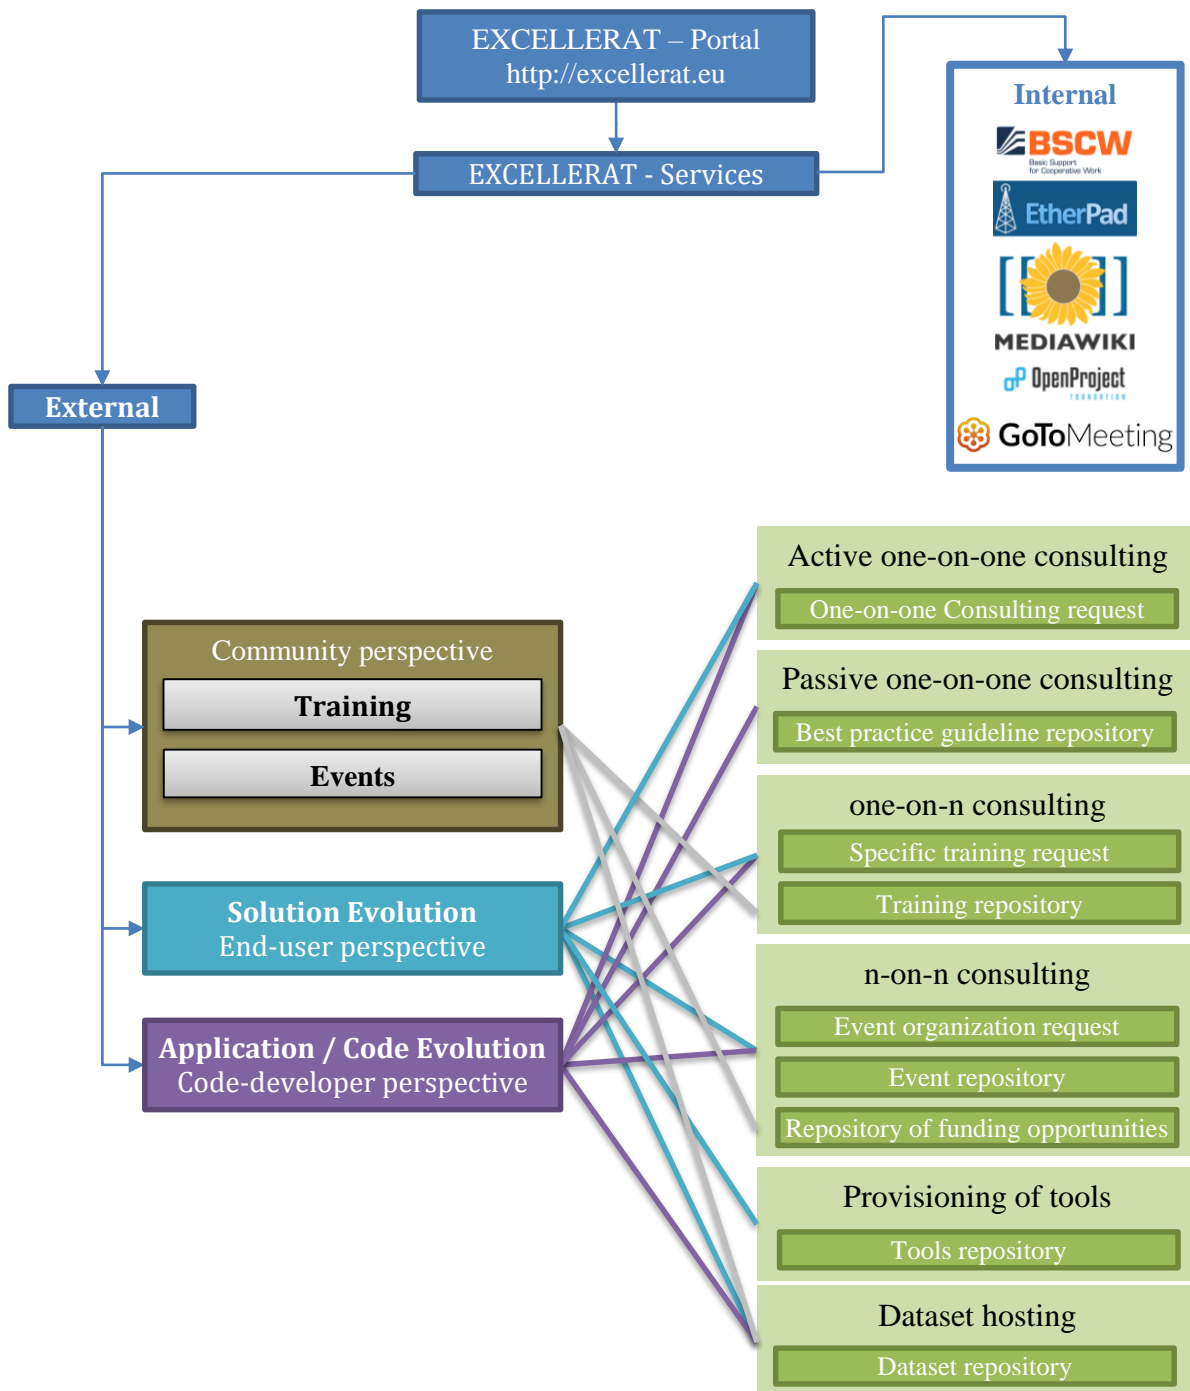 EXCELLERAT – Portal
http://excellerat.eu
EXCELLERAT - Services
Internal
BSCW
Basic Support
for Cooperative Work
EtherPad
MEDIAWIKI
OpenProject
FOUNDATION
GoToMeeting
External
Community perspective
Training
Events
Solution Evolution
End-user perspective
Application / Code Evolution
Code-developer perspective
Active one-on-one consulting
One-on-one Consulting request
Passive one-on-one consulting
Best practice guideline repository
one-on-n consulting
Specific training request
Training repository
n-on-n consulting
Event organization request
Event repository
Repository of funding opportunities
Provisioning of tools
Tools repository
Dataset hosting
Dataset repository